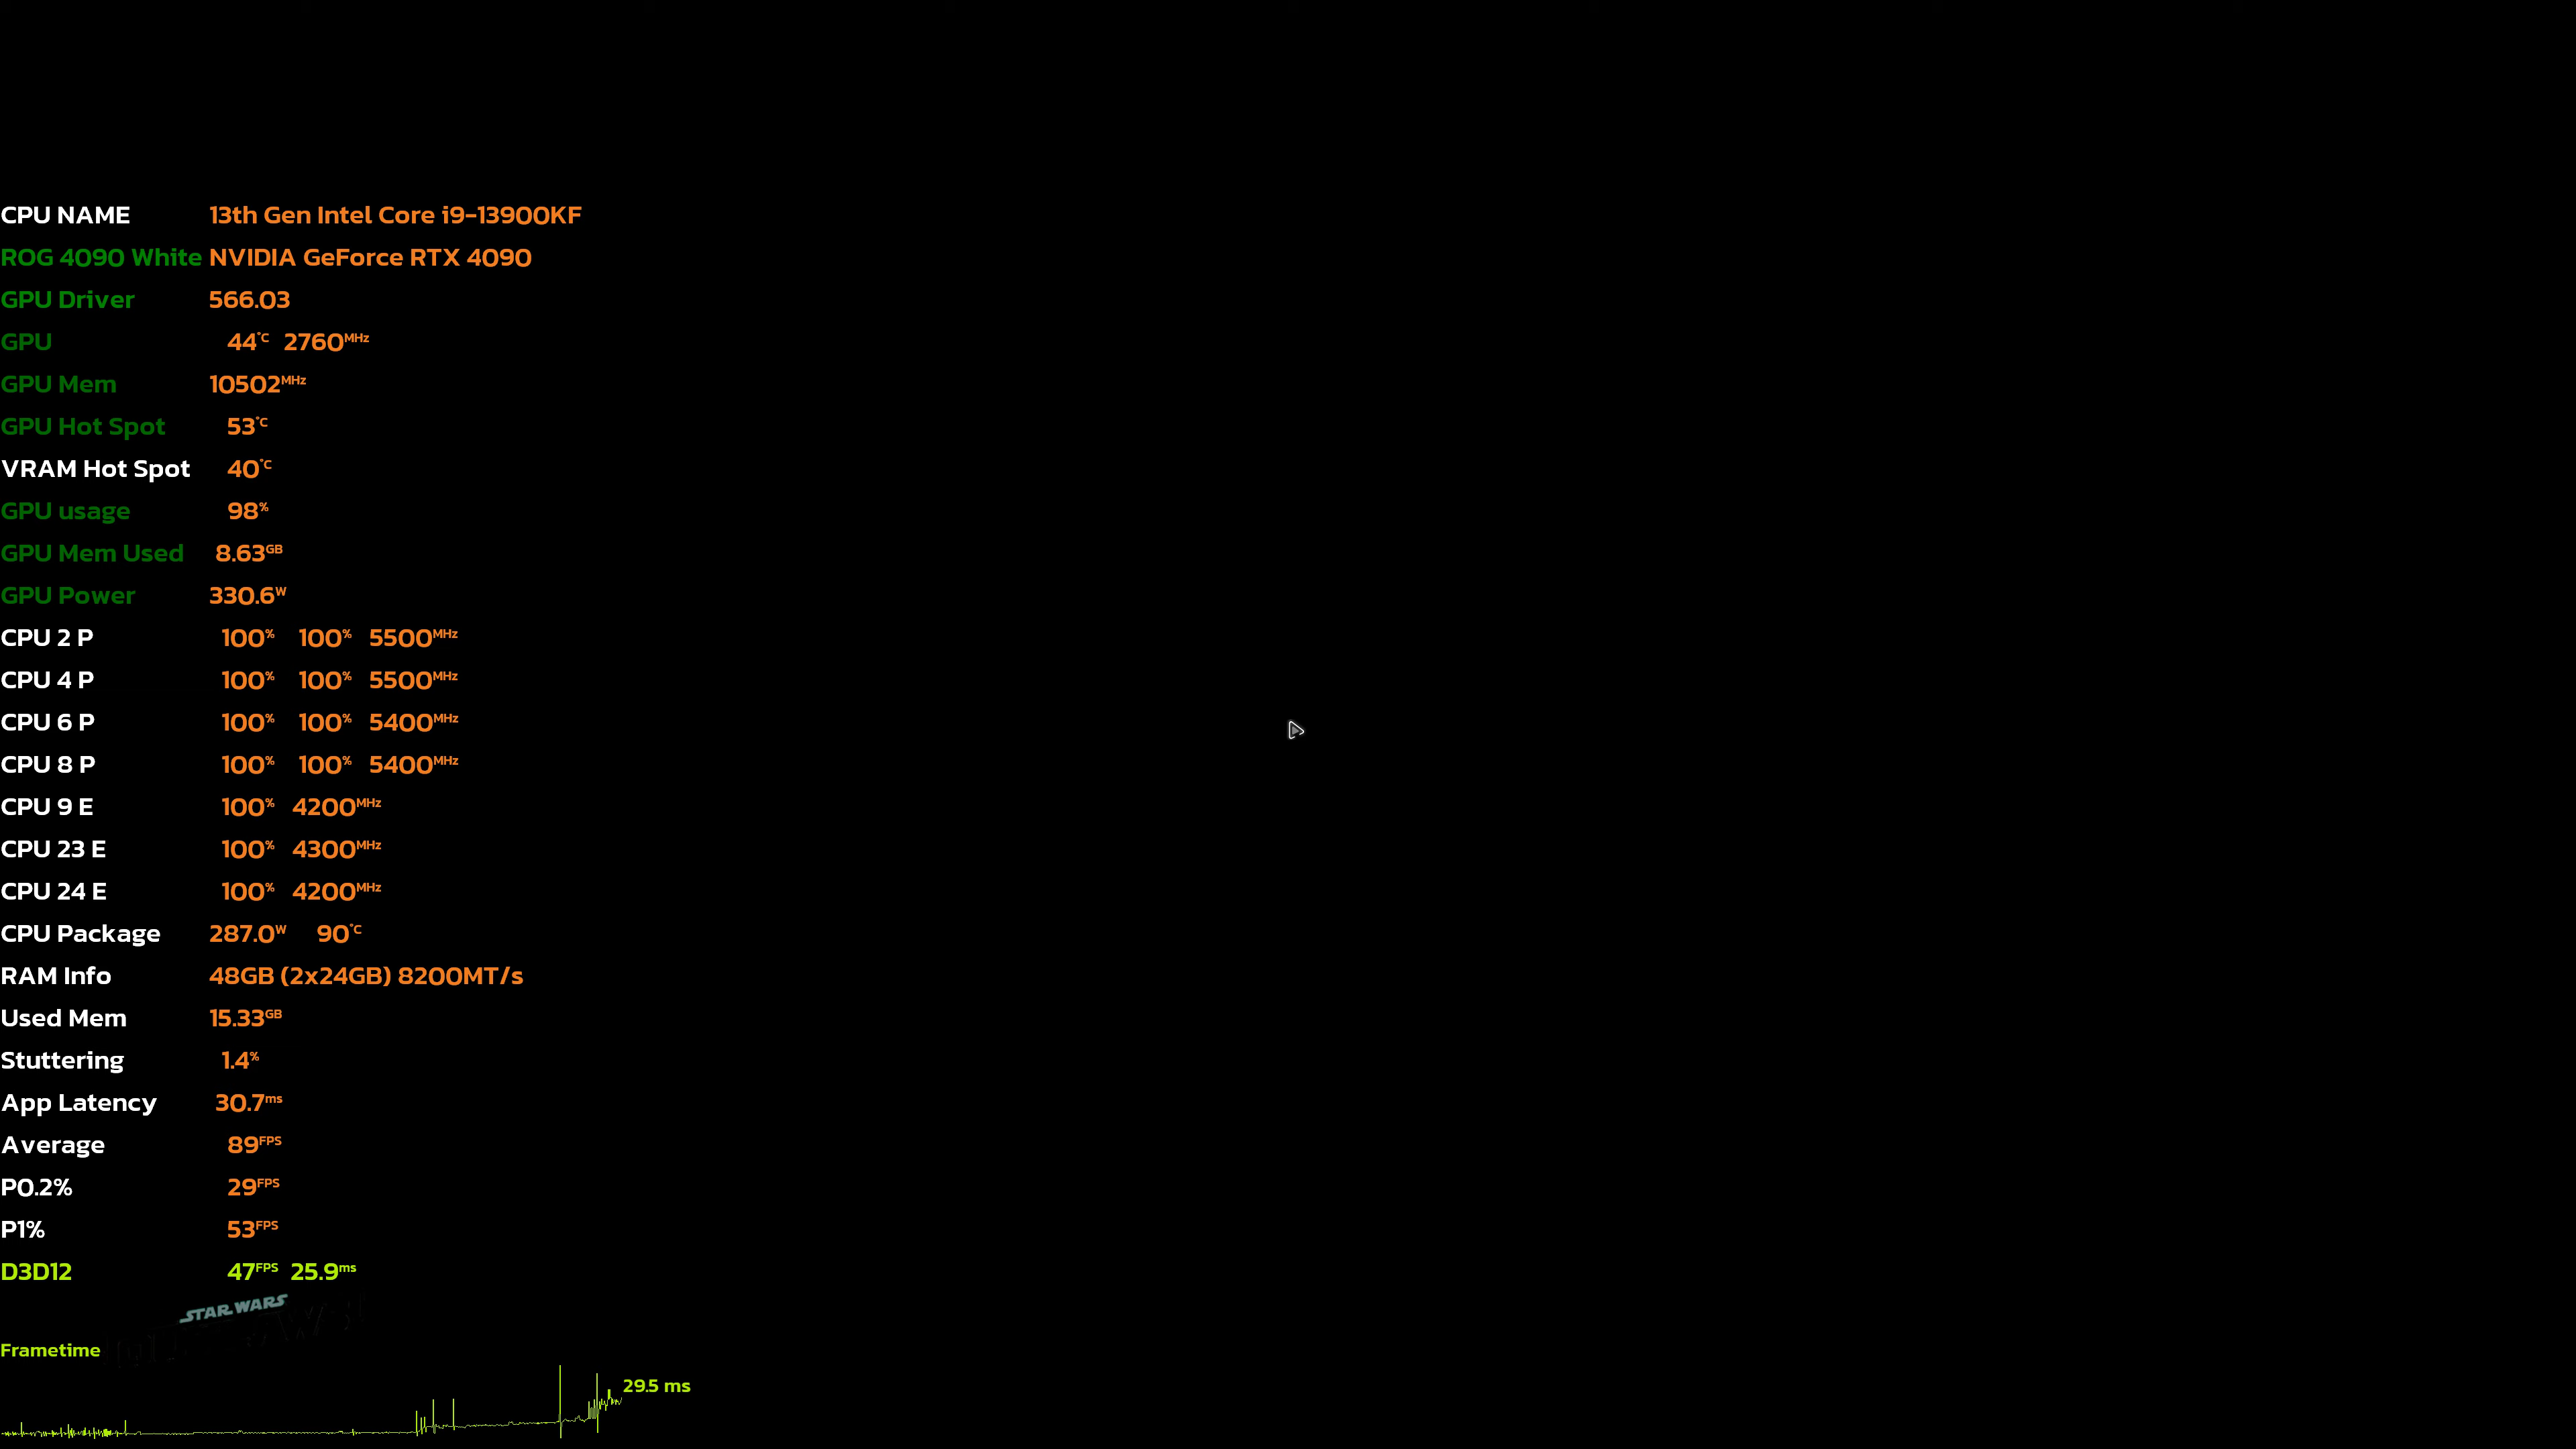 CPU NAME 13th Gen Intel Core i9-13900KF
ROG 4090 White NVIDIA GeForce RTX 4090
GPU Driver 566.03
GPU 44°C 2760MHz
GPU Mem 10502MHz
GPU Hot Spot 53°C
VRAM Hot Spot 40°C
GPU usage 98%
GPU Mem Used 8.63GB
GPU Power 330.6W
CPU 2 P 100% 100% 5500MHz
CPU 4 P 100% 100% 5500MHz
CPU 6 P 100% 100% 5400MHz
CPU 8 P 100% 100% 5400MHz
CPU 9 E 100% 4200MHz
CPU 23 E 100% 4300MHz
CPU 24 E 100% 4200MHz
CPU Package 287.0W 90°C
RAM Info 48GB (2x24GB) 8200MT/s
Used Mem 15.33GB
Stuttering 1.4%
App Latency 30.7ms
Average 89FPS
P0.2% 29FPS
P1% 53FPS
D3D12 47FPS 25.9ms
STAR WARS
Frametime
29.5 ms